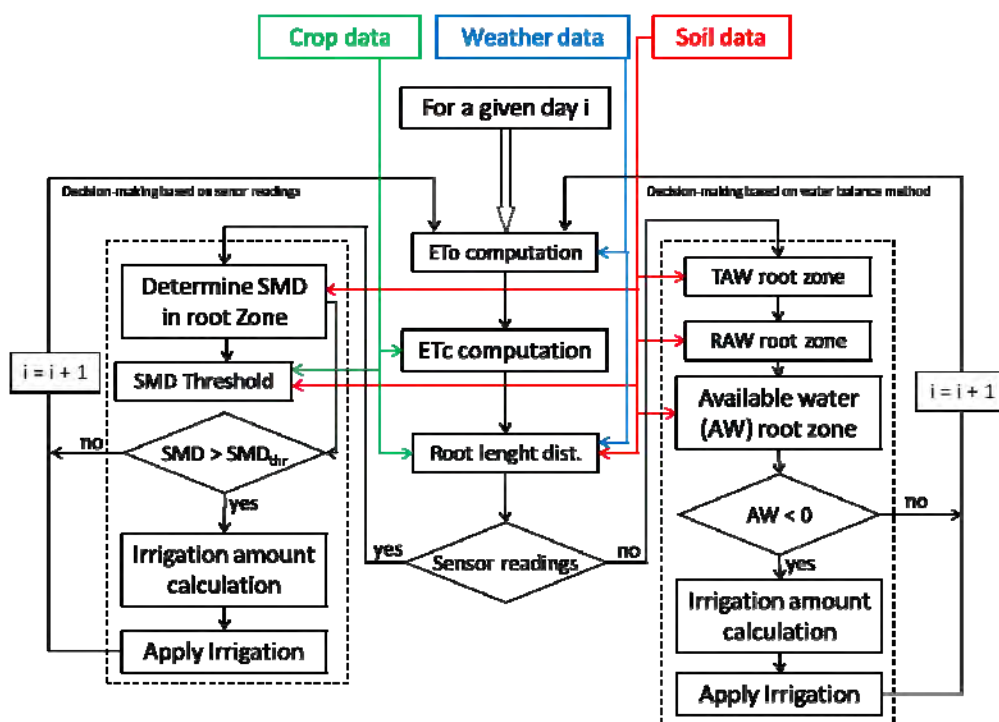 Crop data
Weather data
Soil data
For a given day i
Decision-making based on senor readings
Decision-making based on water balance method
ETo computation
Determine SMD
in root Zone
TAW root zone
ETc computation
RAW root zone
i = i + 1
SMD Threshold
i = i + 1
Available water
(AW) root zone
no
SMD > SMDthr
Root lenght dist.
yes
AW < 0
no
yes
Sensor readings
no
yes
Irrigation amount
calculation
Irrigation amount
calculation
Apply Irrigation
Apply Irrigation